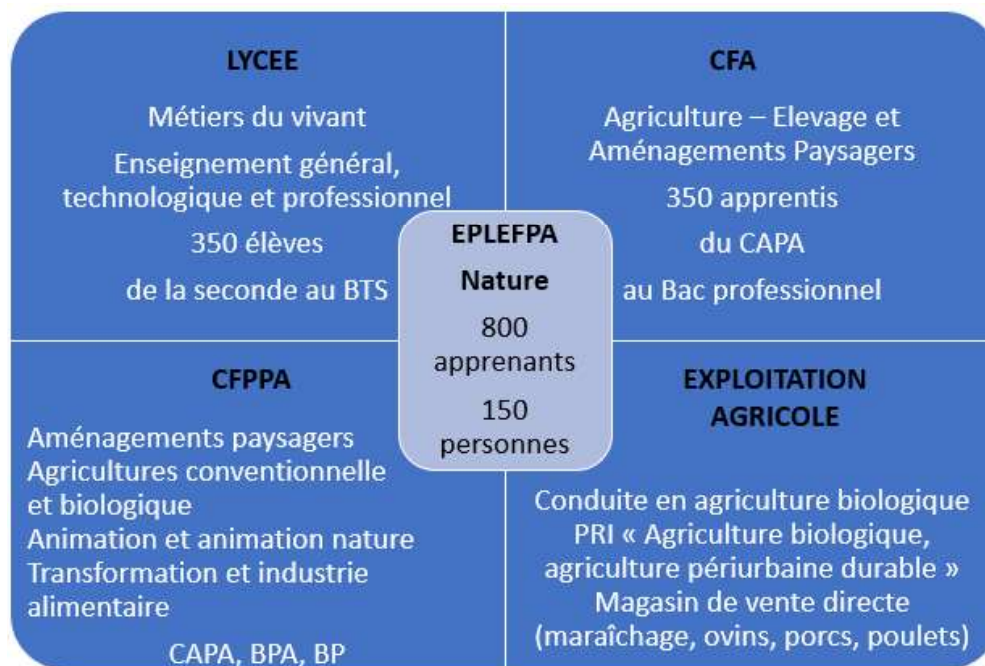 LYCEE
Métiers du vivant
Enseignement général,
technologique et professionnel
350 élèves
de la seconde au BTS
CFA
Agriculture – Elevage et
Aménagements Paysagers
350 apprentis
du CAPA
au Bac professionnel
EPLEFPA
Nature
800
apprenants
150
personnes
CFPPA
Aménagements paysagers
Agricultures conventionnelle
et biologique
Animation et animation nature
Transformation et industrie
alimentaire
CAPA, BPA, BP
EXPLOITATION
AGRICOLE
Conduite en agriculture biologique
PRI « Agriculture biologique,
agriculture périurbaine durable »
Magasin de vente directe
(maraîchage, ovins, porcs, poulets)